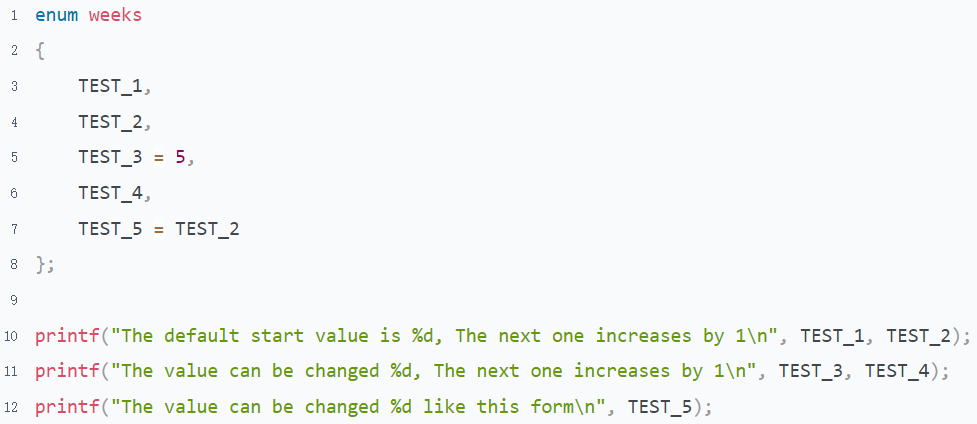 1 enum weeks
2 {
3     TEST_1,
4     TEST_2,
5     TEST_3 = 5,
6     TEST_4,
7     TEST_5 = TEST_2
8 };
9
10 printf("The default start value is %d, The next one increases by 1\n", TEST_1, TEST_2);
11 printf("The value can be changed %d, The next one increases by 1\n", TEST_3, TEST_4);
12 printf("The value can be changed %d like this form\n", TEST_5);